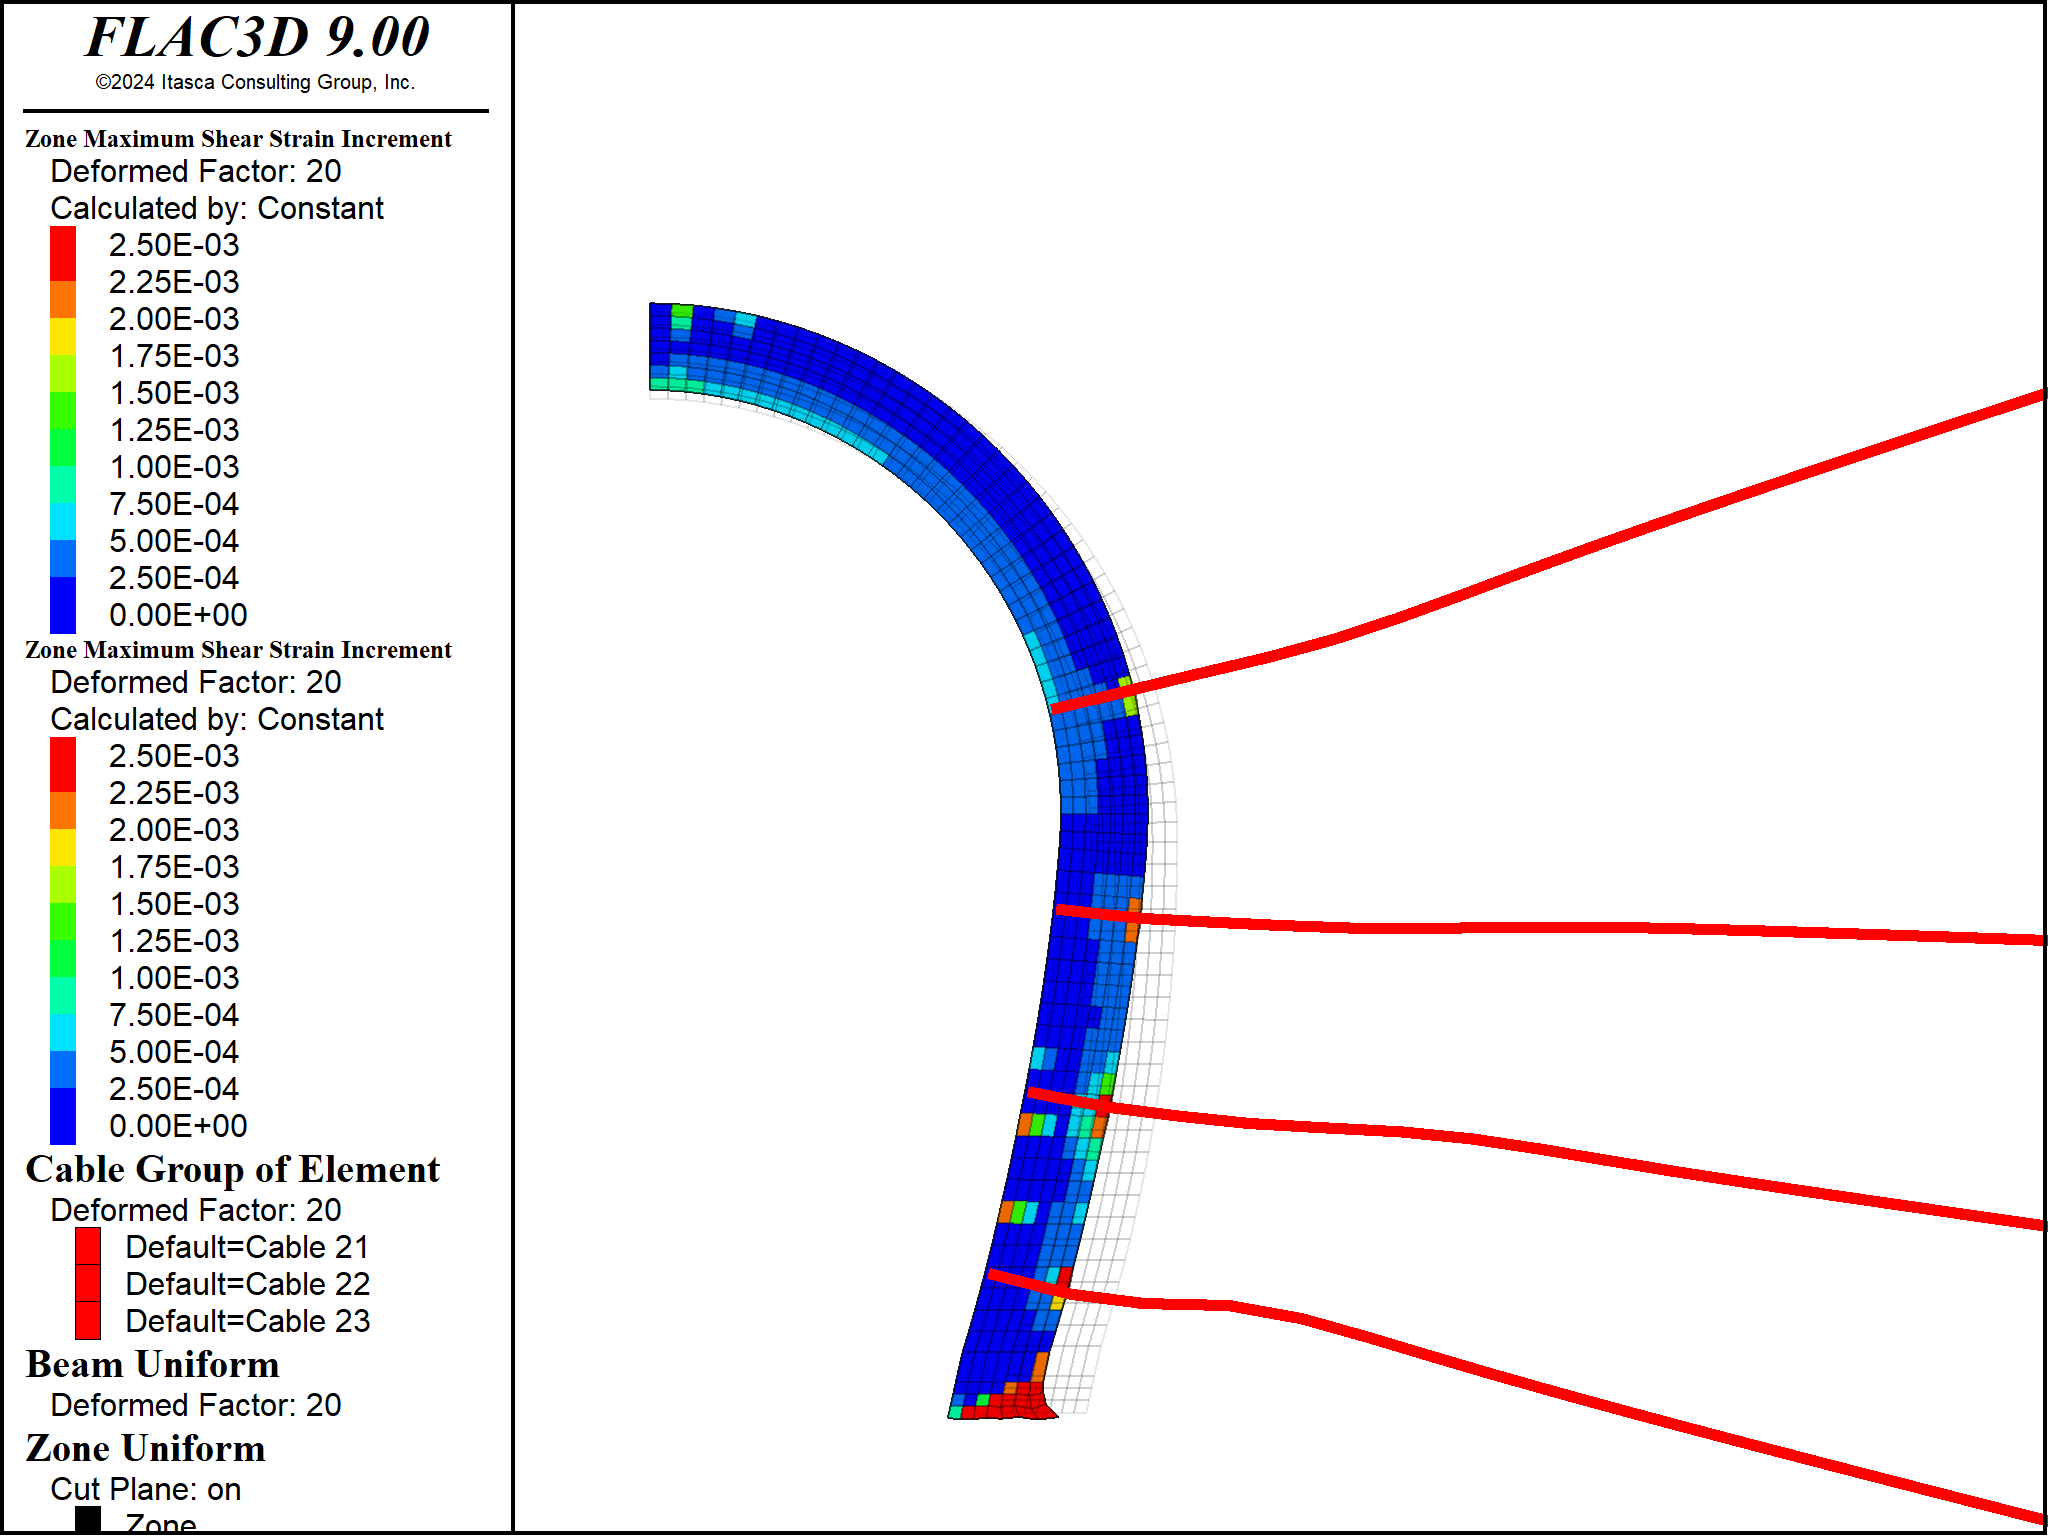 FLAC3D 9.00
©2024 Itasca Consulting Group, Inc.
Zone Maximum Shear Strain Increment
Deformed Factor: 20
Calculated by: Constant
2.50E-03
2.25E-03
2.00E-03
1.75E-03
1.50E-03
1.25E-03
1.00E-03
7.50E-04
5.00E-04
2.50E-04
0.00E+00
Zone Maximum Shear Strain Increment
Deformed Factor: 20
Calculated by: Constant
2.50E-03
2.25E-03
2.00E-03
1.75E-03
1.50E-03
1.25E-03
1.00E-03
7.50E-04
5.00E-04
2.50E-04
0.00E+00
Cable Group of Element
Deformed Factor: 20
Default=Cable 21
Default=Cable 22
Default=Cable 23
Beam Uniform
Deformed Factor: 20
Zone Uniform
Cut Plane: on
Zone